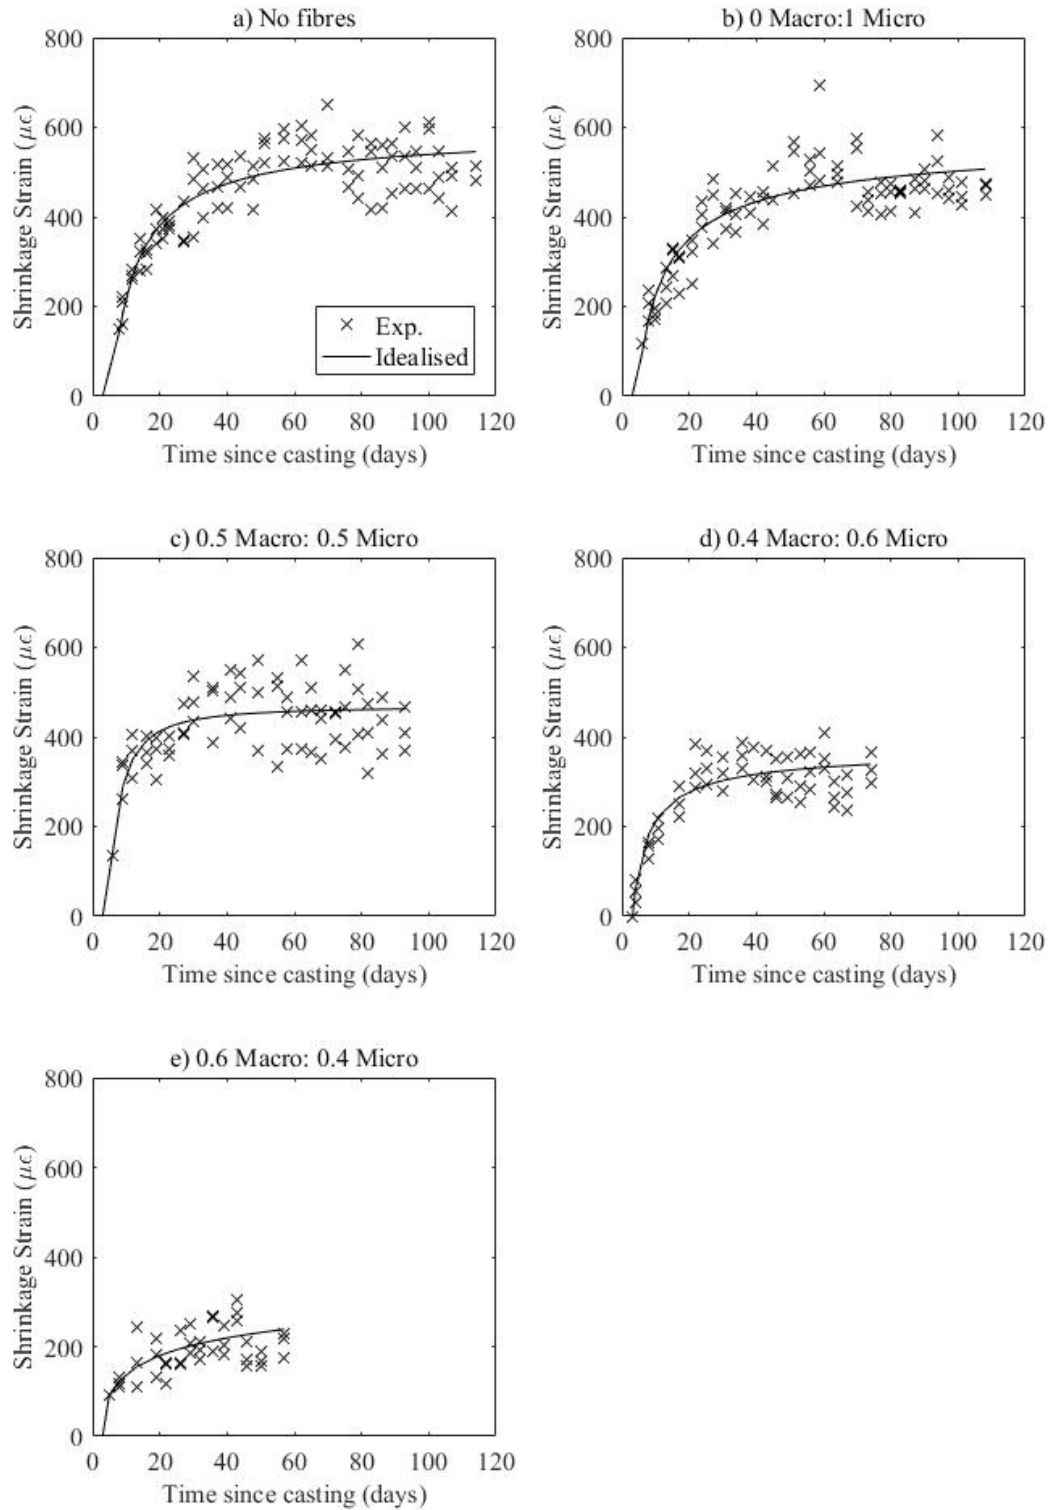 a) No fibres
800
600
400
200
0
0 20 40 60 80 100 120
Shrinkage Strain (με)
Time since casting (days)
Exp.
Idealised
b) 0 Macro:1 Micro
800
600
400
200
0
0 20 40 60 80 100 120
Shrinkage Strain (με)
Time since casting (days)
c) 0.5 Macro: 0.5 Micro
800
600
400
200
0
0 20 40 60 80 100 120
Shrinkage Strain (με)
Time since casting (days)
d) 0.4 Macro: 0.6 Micro
800
600
400
200
0
0 20 40 60 80 100 120
Shrinkage Strain (με)
Time since casting (days)
e) 0.6 Macro: 0.4 Micro
800
600
400
200
0
0 20 40 60 80 100 120
Shrinkage Strain (με)
Time since casting (days)